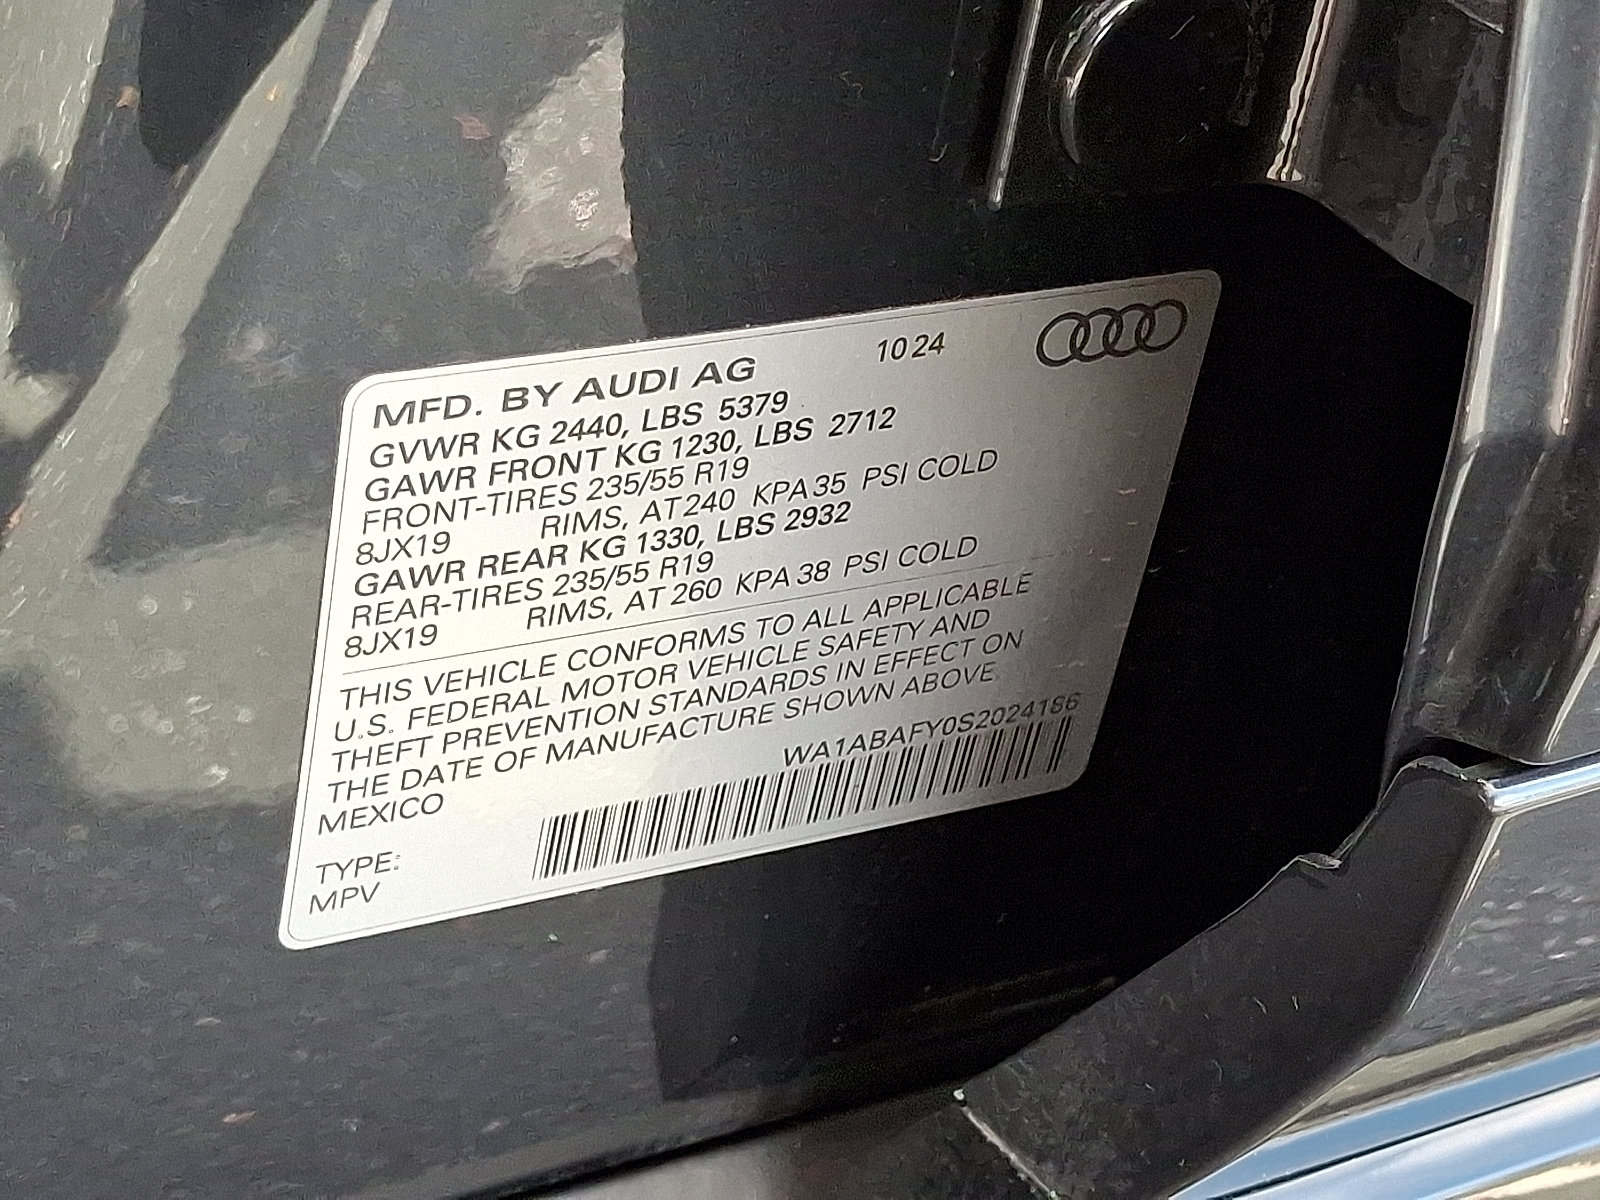 MFD. BY AUDI AG 10 24
GVWR KG 2440, LBS 5379
GAWR FRONT KG 1230, LBS 2712
FRONT-TIRES 235/55 R19
8JX19 RIMS, AT 240 KPA 35 PSI COLD
GAWR REAR KG 1330, LBS 2932
REAR-TIRES 235/55 R19
8JX19 RIMS, AT 260 KPA 38 PSI COLD
THIS VEHICLE CONFORMS TO ALL APPLICABLE
U.S. FEDERAL MOTOR VEHICLE SAFETY AND
THEFT PREVENTION STANDARDS IN EFFECT ON
THE DATE OF MANUFACTURE SHOWN ABOVE.
MEXICO WA1ABAFY0S2024186
TYPE:
MPV